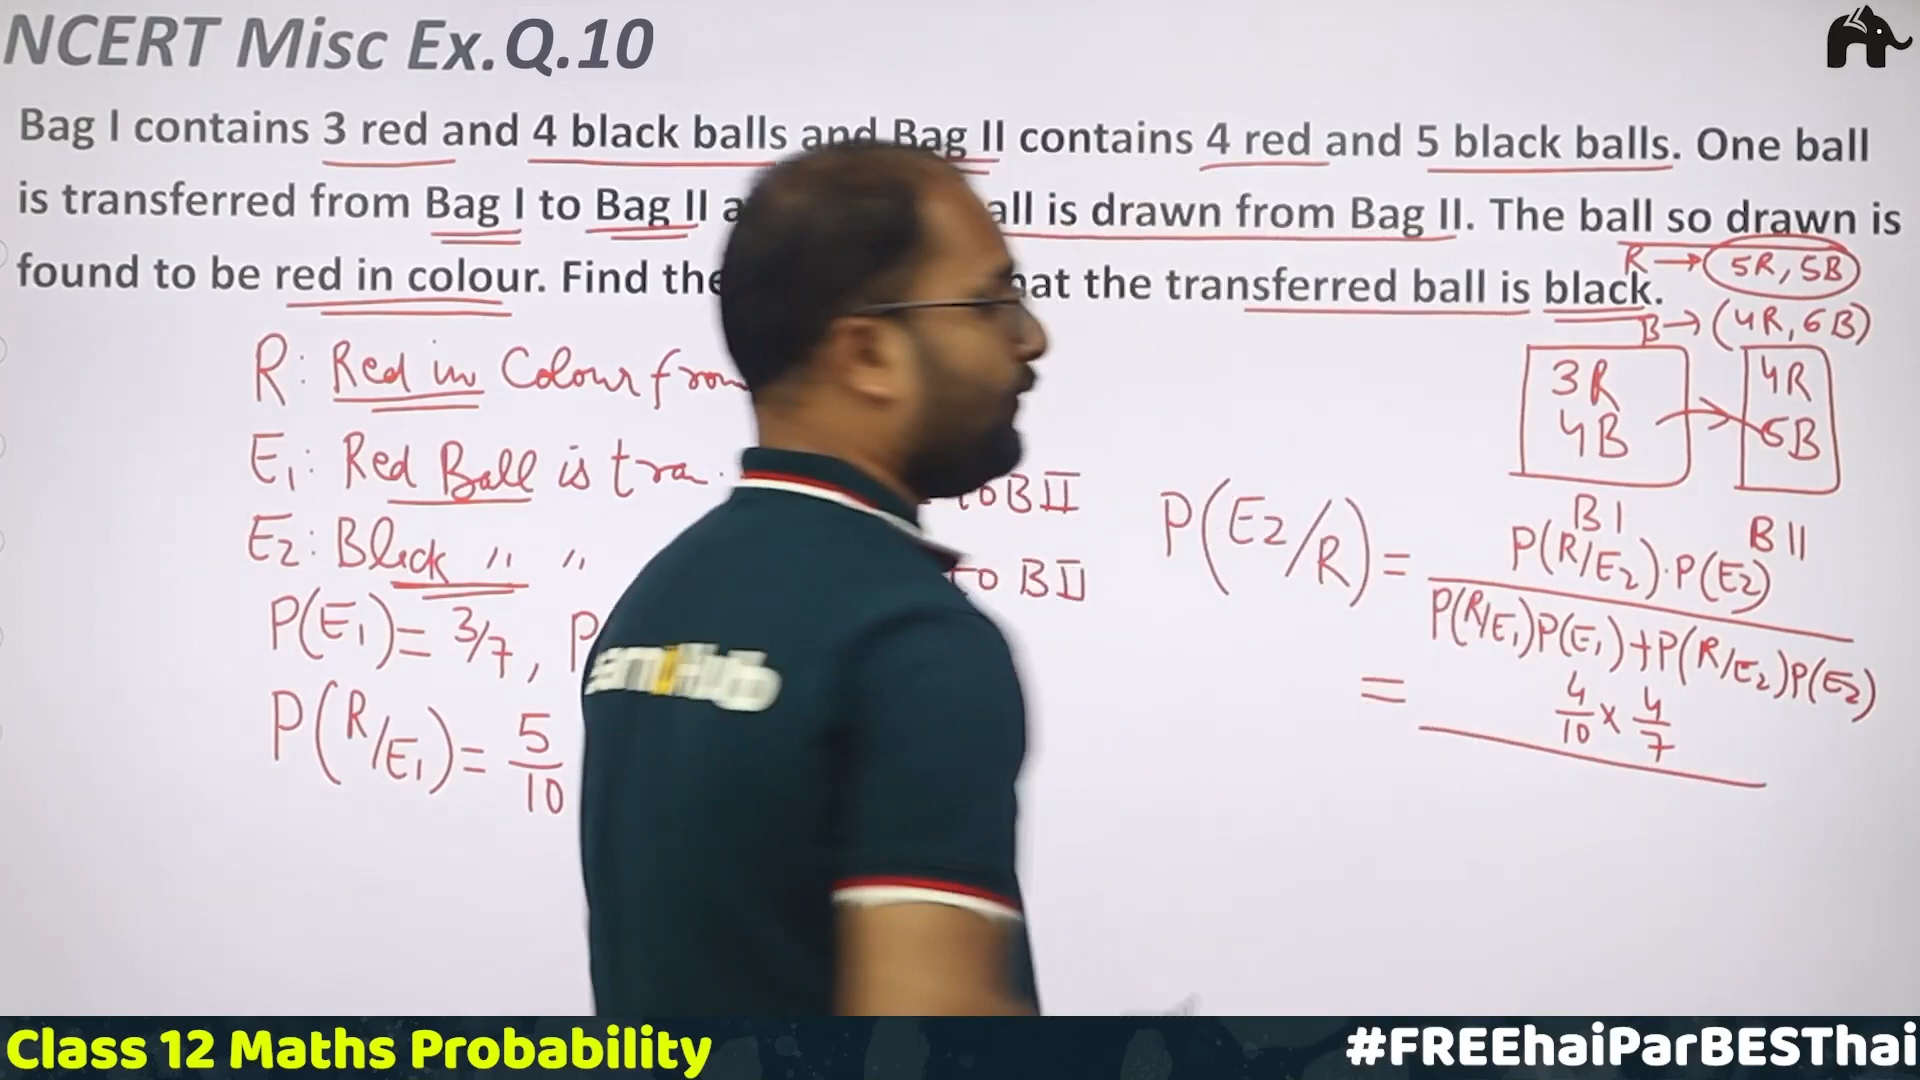 NCERT Misc Ex. Q.10
Bag I contains 3 red and 4 black balls and Bag II contains 4 red and 5 black balls. One ball
is transferred from Bag I to Bag II a all is drawn from Bag II. The ball so drawn is
found to be red in colour. Find the at the transferred ball is black.
R → (5R, 5B)
B → (4R, 6B)
3R
4B
4R
5B
B I
B II
R: Red in Colour from
E₁: Red Ball is tra. to B II
E₂: Black " " to B II
P(E₁) = 3/7, P
P(R/E₁) = 5/10
P(E₂/R) = P(R/E₂)·P(E₂)
P(R/E₁)P(E₁)+P(R/E₂)P(E₂)
= 4/10 × 4/7
Class 12 Maths Probability
#FREEhaiParBESThai